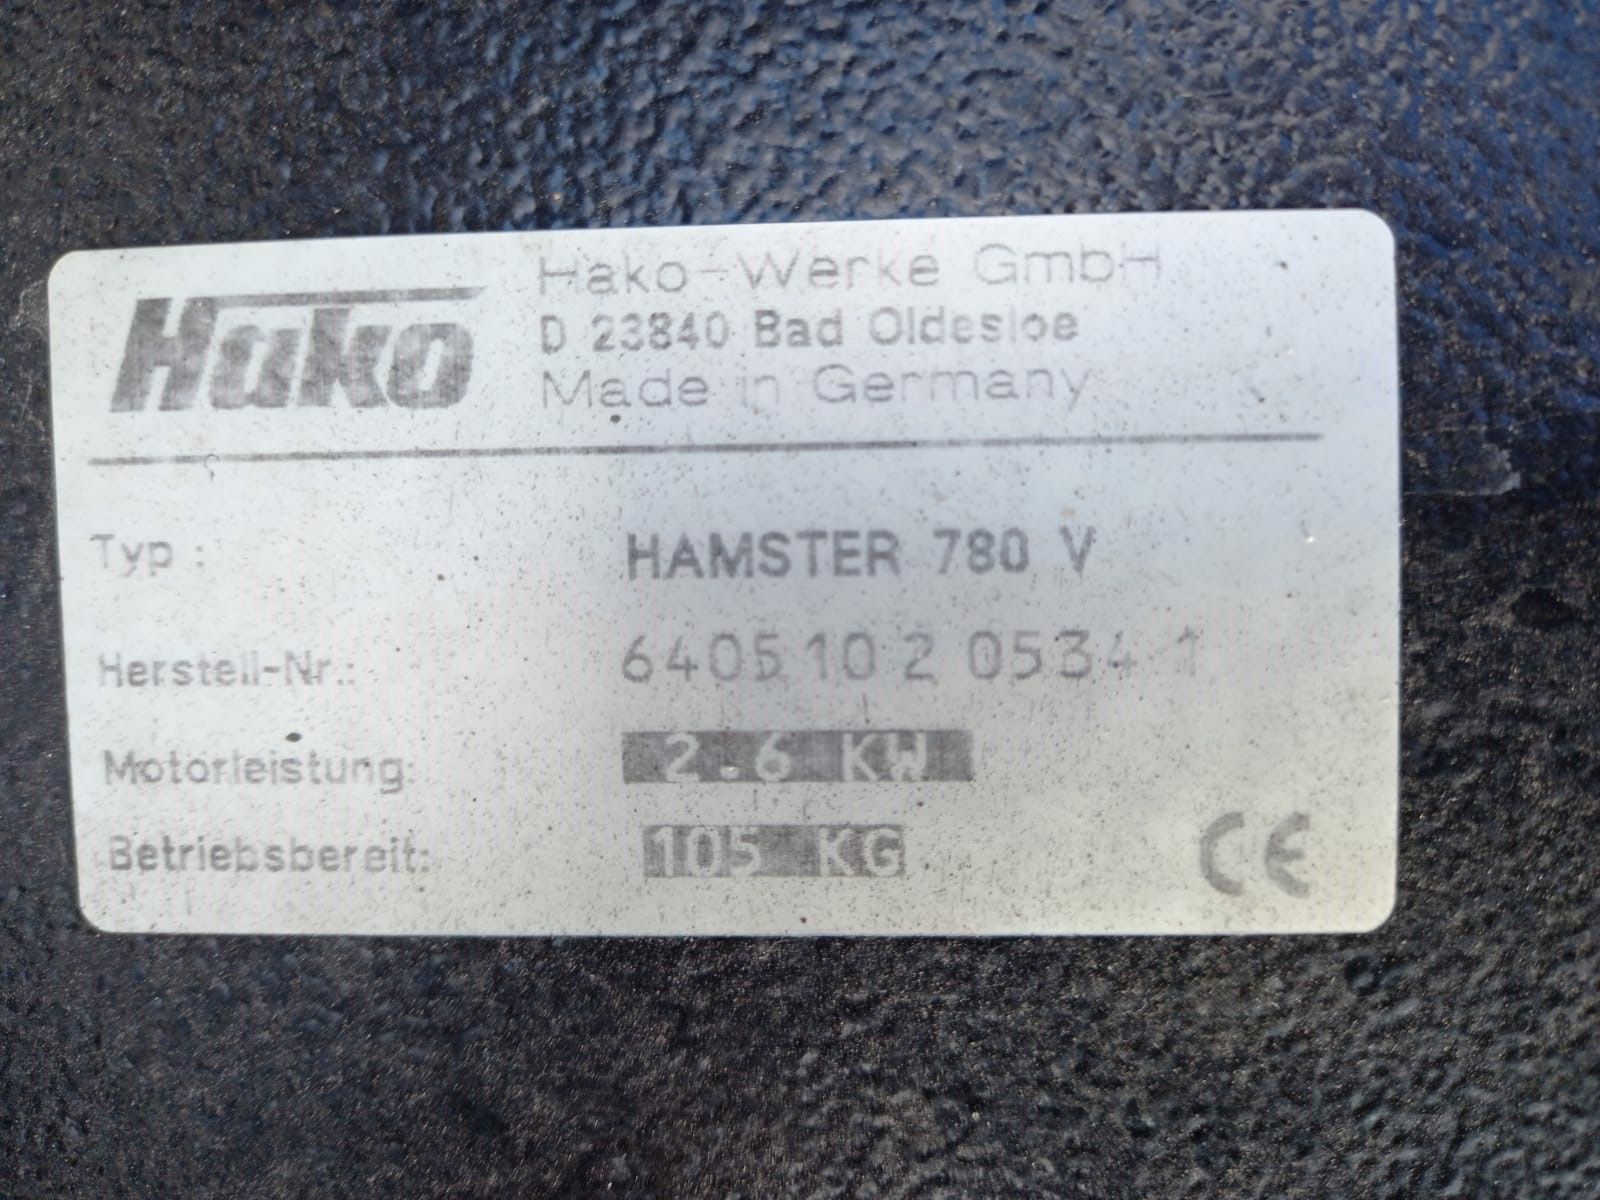 Hako
Hako-Werke GmbH
D 23840 Bad Oldesloe
Made in Germany
Typ : HAMSTER 780 V
Herstell-Nr.: 6405 10 2 0534 1
Motorleistung: 2.6 KW
Betriebsbereit: 105 KG
CE